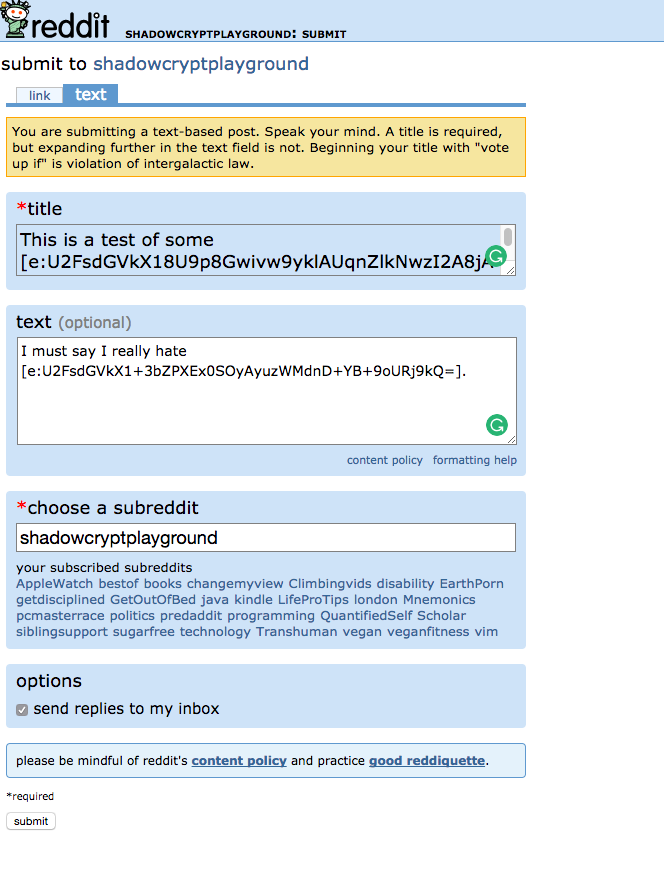 reddit SHADOWCRYPTPLAYGROUND: SUBMIT
submit to shadowcryptplayground
link text
You are submitting a text-based post. Speak your mind. A title is required,
but expanding further in the text field is not. Beginning your title with "vote
up if" is violation of intergalactic law.
*title
This is a test of some
[e:U2FsdGVkX18U9p8Gwivw9yklAUqnZlkNwzI2A8jA
text (optional)
I must say I really hate
[e:U2FsdGVkX1+3bZPXEx0SOyAyuzWMdnD+YB+9oURj9kQ=].
content policy formatting help
*choose a subreddit
shadowcryptplayground
your subscribed subreddits
AppleWatch bestof books changemyview Climbingvids disability EarthPorn
getdisciplined GetOutOfBed java kindle LifeProTips london Mnemonics
pcmasterrace politics predaddit programming QuantifiedSelf Scholar
siblingsupport sugarfree technology Transhuman vegan veganfitness vim
options
send replies to my inbox
please be mindful of reddit's content policy and practice good reddiquette.
*required
submit